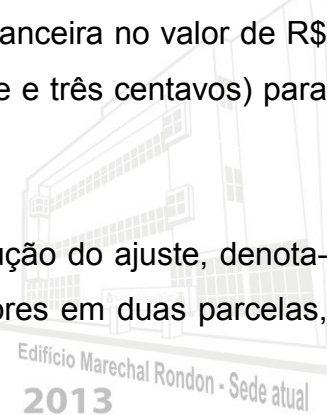 anceira no valor de R$
e e três centavos) para
ução do ajuste, denota-
ores em duas parcelas,
Edifício Marechal Rondon - Sede atual
2013